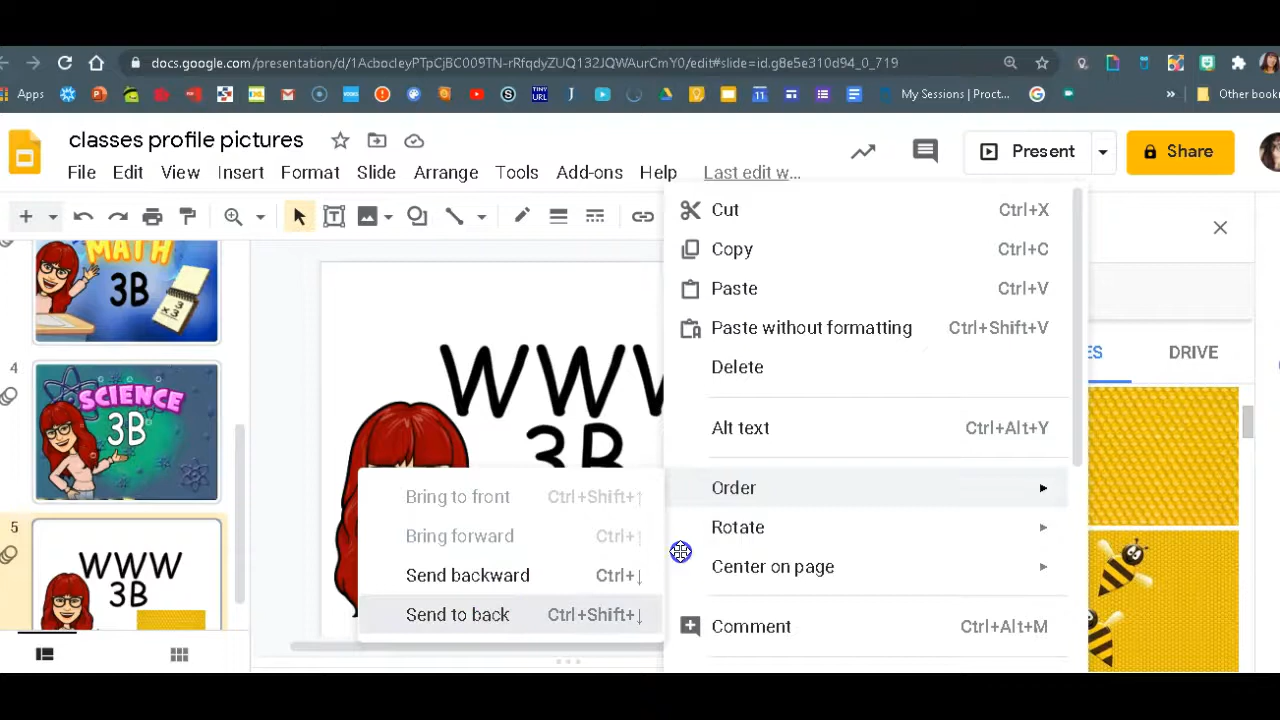 docs.google.com/presentation/d/1AcbocIeyPTpCjBC009TN-rRfqdyZUQ132JQWAurCmY0/edit#slide=id.g8e5e310d94_0_719
Apps
TINY URL
My Sessions | Proct...
Other book
classes profile pictures
Present
Share
File Edit View Insert Format Slide Arrange Tools Add-ons Help Last edit w...
Cut Ctrl+X
Copy Ctrl+C
Paste Ctrl+V
Paste without formatting Ctrl+Shift+V
Delete
Alt text Ctrl+Alt+Y
Order
Rotate
Center on page
Comment Ctrl+Alt+M
Bring to front Ctrl+Shift+↑
Bring forward Ctrl+↑
Send backward Ctrl+↓
Send to back Ctrl+Shift+↓
ES
DRIVE
MATH
3B
4
SCIENCE
3B
5
WWW
3B
WWW
3B